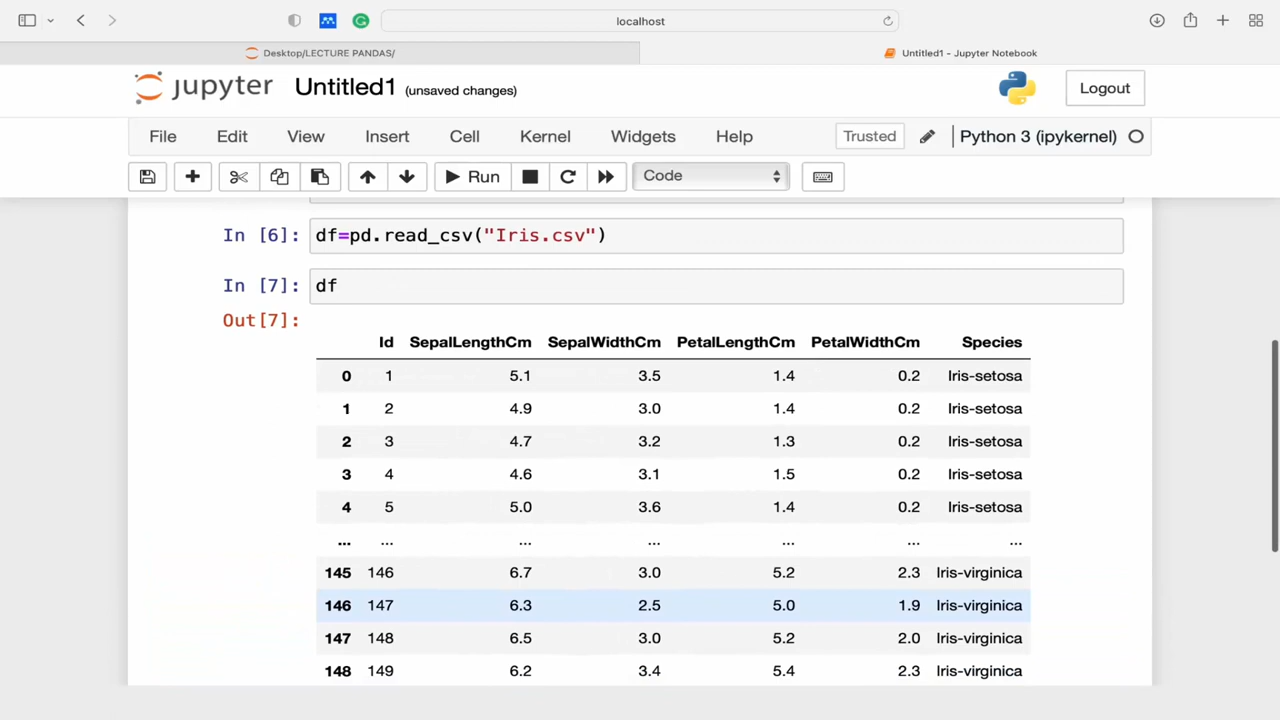 localhost
Desktop/LECTURE PANDAS/
Untitled1 - Jupyter Notebook
jupyter Untitled1 (unsaved changes)
Logout
File Edit View Insert Cell Kernel Widgets Help
Trusted
Python 3 (ipykernel)
Run
Code
In [6]: df=pd.read_csv("Iris.csv")
In [7]: df
Out[7]:
Id SepalLengthCm SepalWidthCm PetalLengthCm PetalWidthCm Species
0 1 5.1 3.5 1.4 0.2 Iris-setosa
1 2 4.9 3.0 1.4 0.2 Iris-setosa
2 3 4.7 3.2 1.3 0.2 Iris-setosa
3 4 4.6 3.1 1.5 0.2 Iris-setosa
4 5 5.0 3.6 1.4 0.2 Iris-setosa
... ... ... ... ... ... ...
145 146 6.7 3.0 5.2 2.3 Iris-virginica
146 147 6.3 2.5 5.0 1.9 Iris-virginica
147 148 6.5 3.0 5.2 2.0 Iris-virginica
148 149 6.2 3.4 5.4 2.3 Iris-virginica